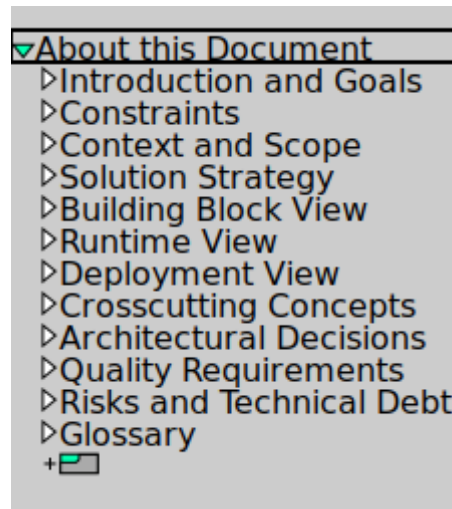 About this Document
Introduction and Goals
Constraints
Context and Scope
Solution Strategy
Building Block View
Runtime View
Deployment View
Crosscutting Concepts
Architectural Decisions
Quality Requirements
Risks and Technical Debt
Glossary
+